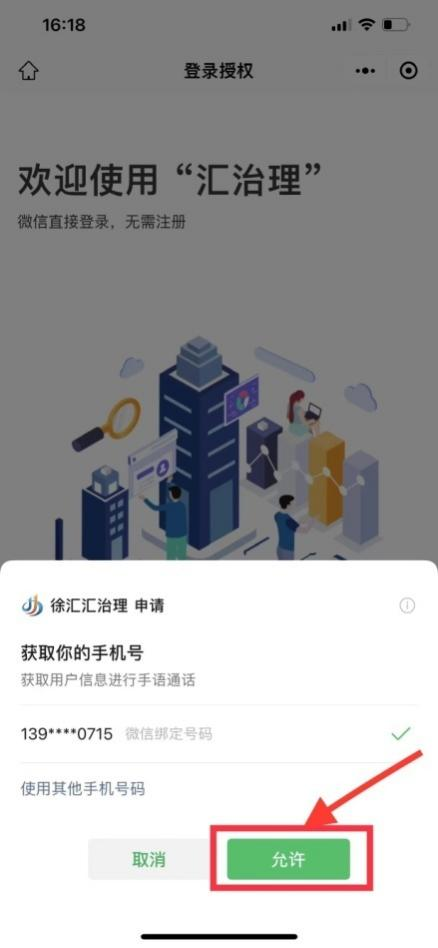 16:18
登录授权
欢迎使用“汇治理”
微信直接登录，无需注册
徐汇汇治理 申请
获取你的手机号
获取用户信息进行手语通话
139****0715 微信绑定号码
使用其他手机号码
取消
允许